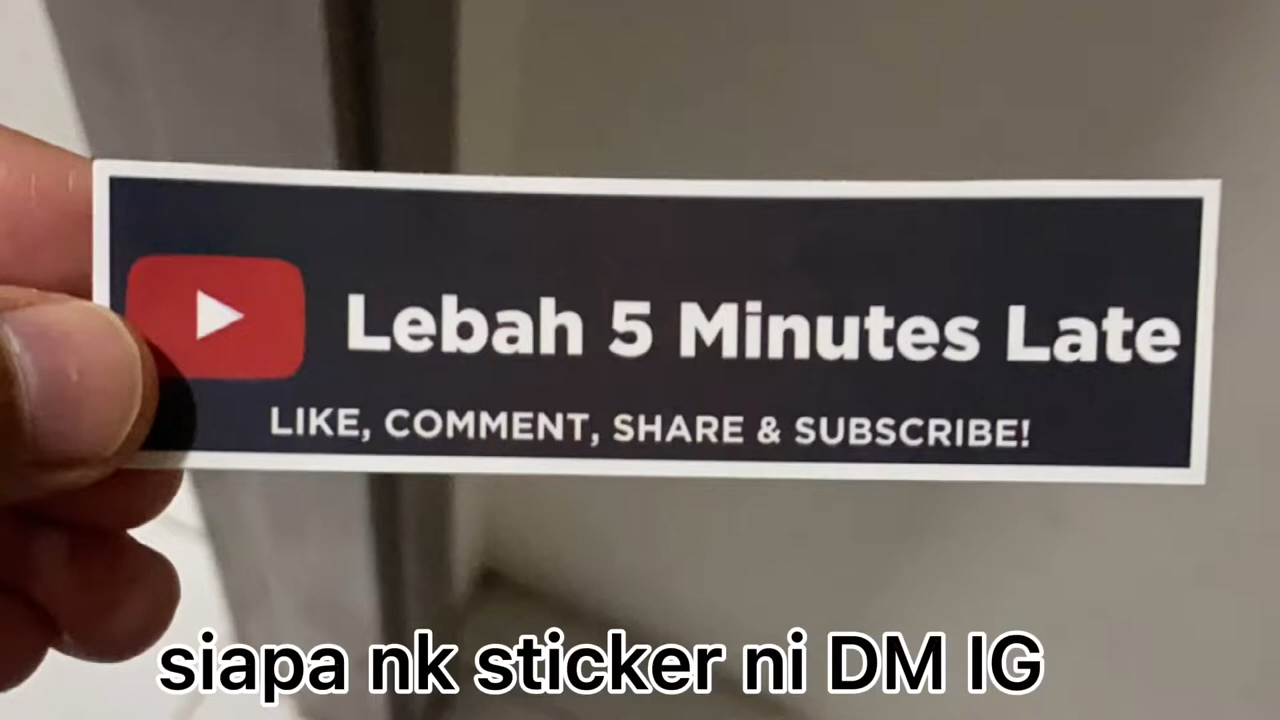 Lebah 5 Minutes Late
LIKE, COMMENT, SHARE & SUBSCRIBE!
siapa nk sticker ni DM IG